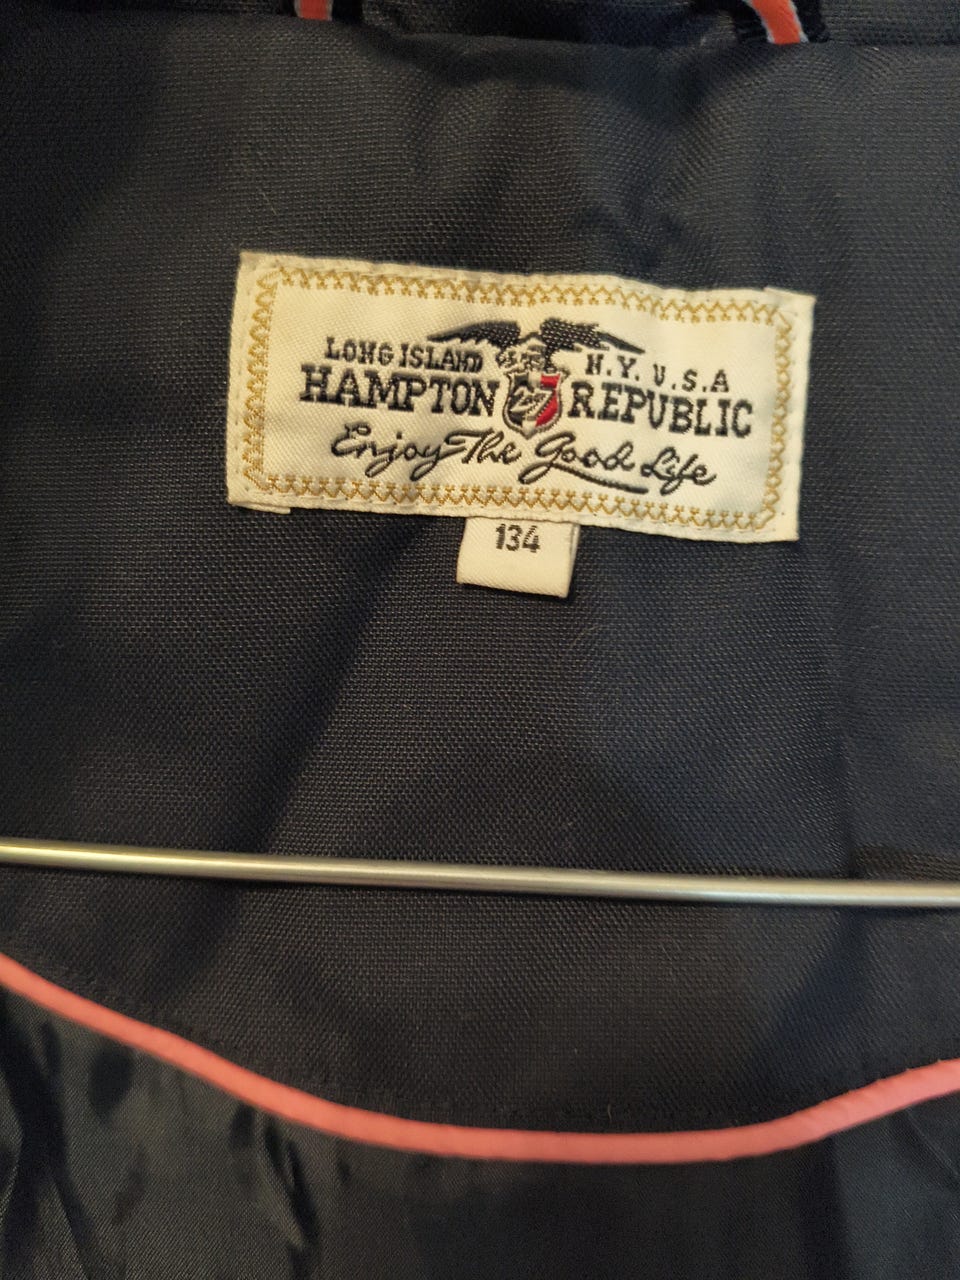 LONG ISLAND N.Y. U.S.A
HAMPTON REPUBLIC
Enjoy The Good Life
134